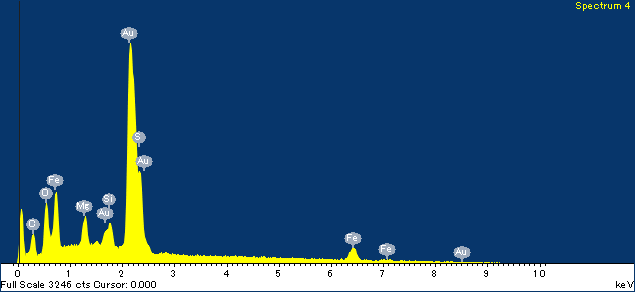 Spectrum 4
Au
S
Au
Fe
O
Mg
Si
Au
C
Fe
Fe
Au
0 1 2 3 4 5 6 7 8 9 10
Full Scale 3246 cts Cursor: 0.000 keV